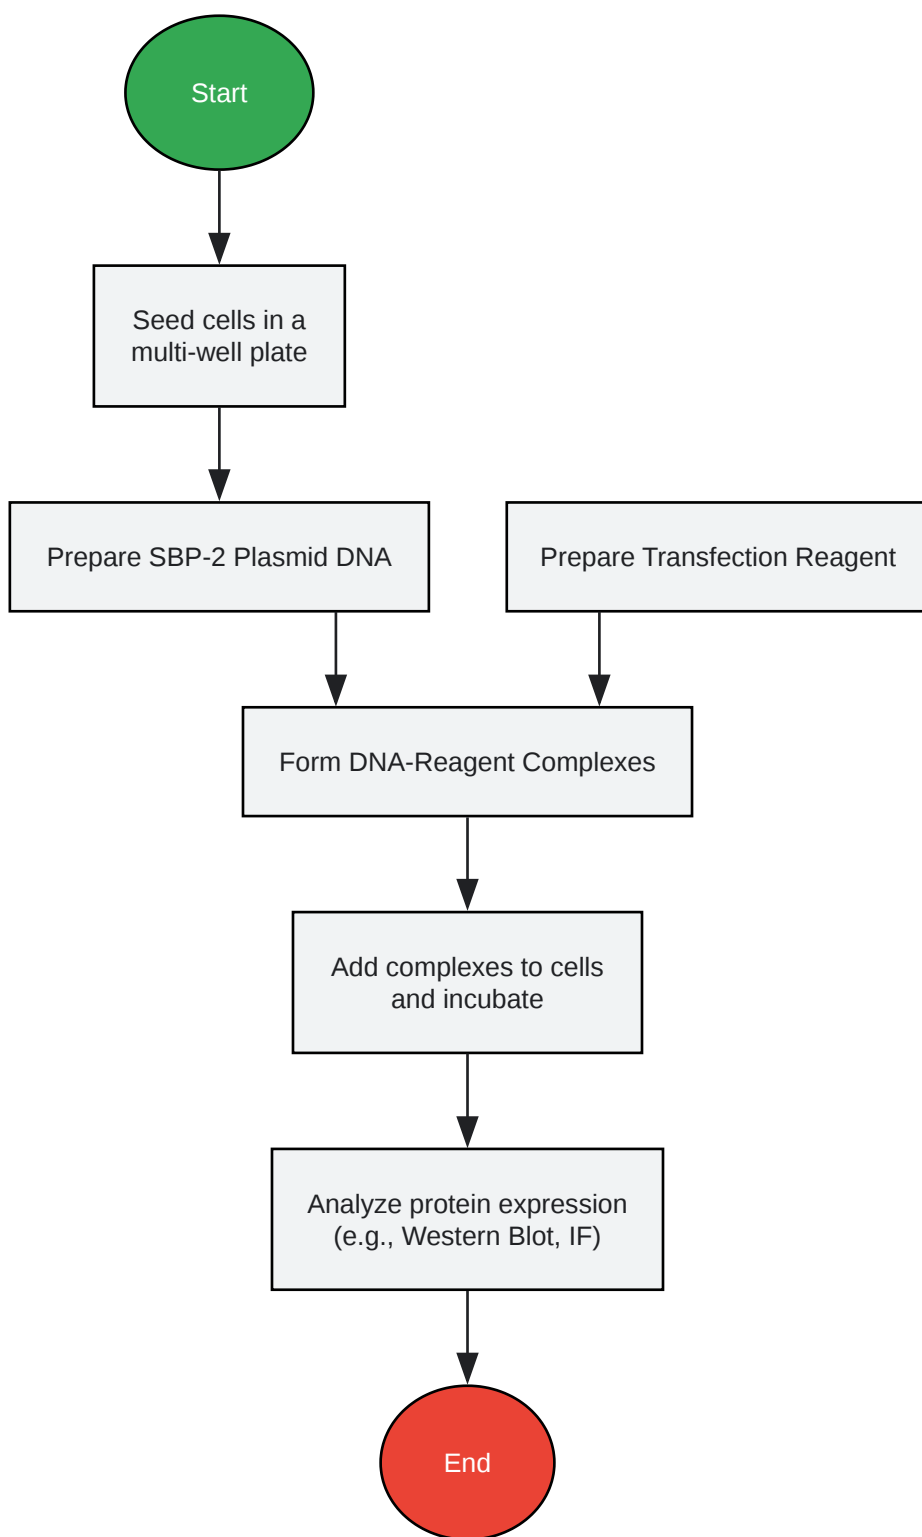 Start
Seed cells in a
multi-well plate
Prepare SBP-2 Plasmid DNA
Prepare Transfection Reagent
Form DNA-Reagent Complexes
Add complexes to cells
and incubate
Analyze protein expression
(e.g., Western Blot, IF)
End